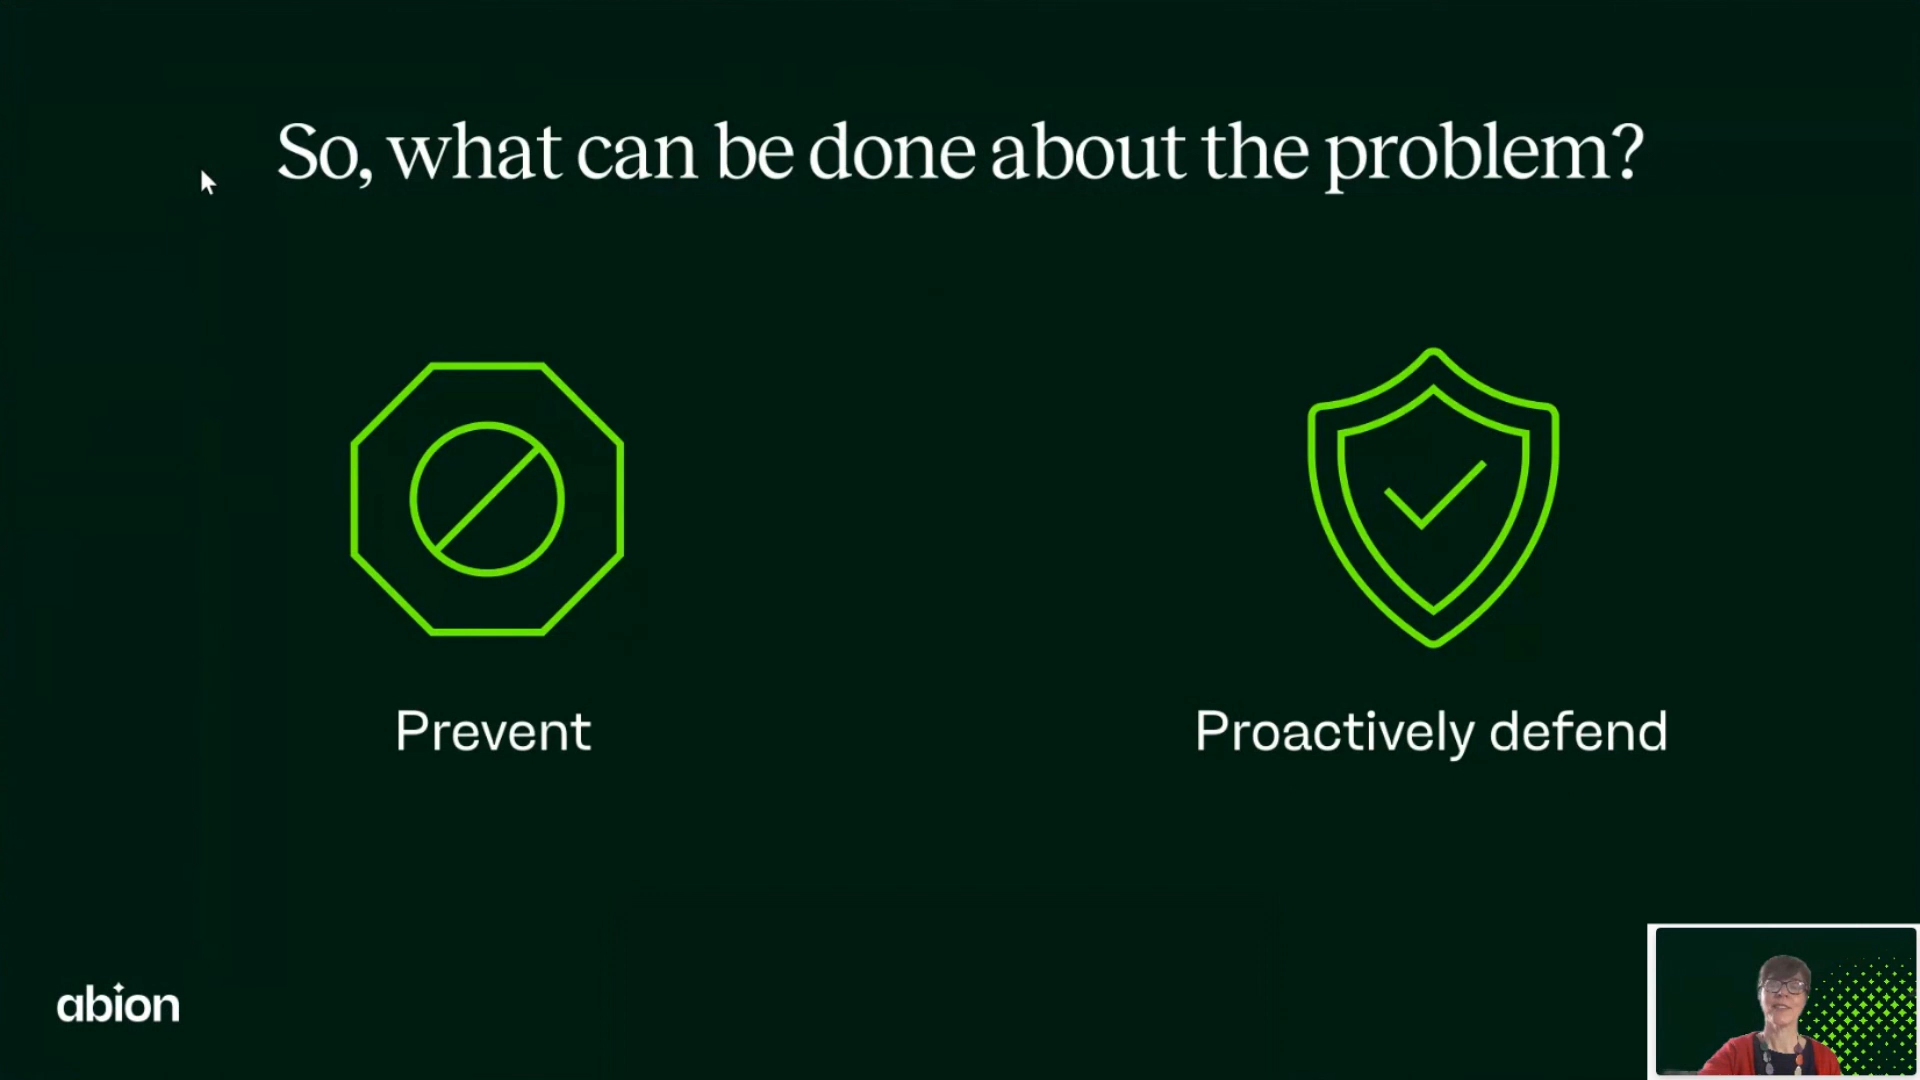 So, what can be done about the problem?
Prevent
Proactively defend
abion